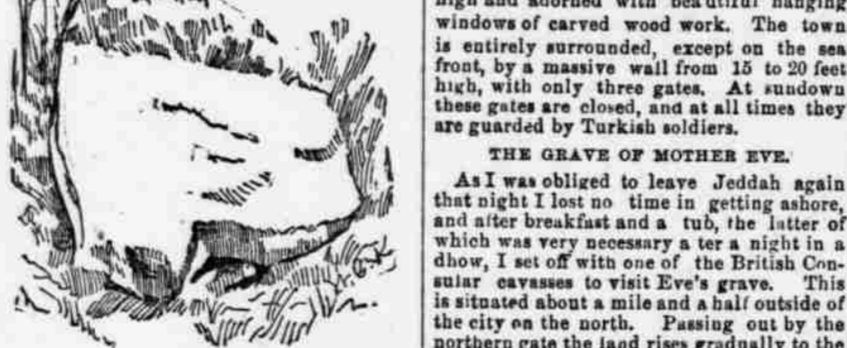 high and adorned with beautiful hanging
windows of carved wood work. The town
is entirely surrounded, except on the sea
front, by a massive wall from 15 to 20 feet
high, with only three gates. At sundown
these gates are closed, and at all times they
are guarded by Turkish soldiers.
THE GRAVE OF MOTHER EVE.
As I was obliged to leave Jeddah again
that night I lost no time in getting ashore,
and after breakfast and a tub, the latter of
which was very necessary a ter a night in a
dhow, I set off with one of the British Con-
sular cavasses to visit Eve's grave. This
is situated about a mile and a half outside of
the city on the north. Passing out by the
northern gate the land rises gradually to the